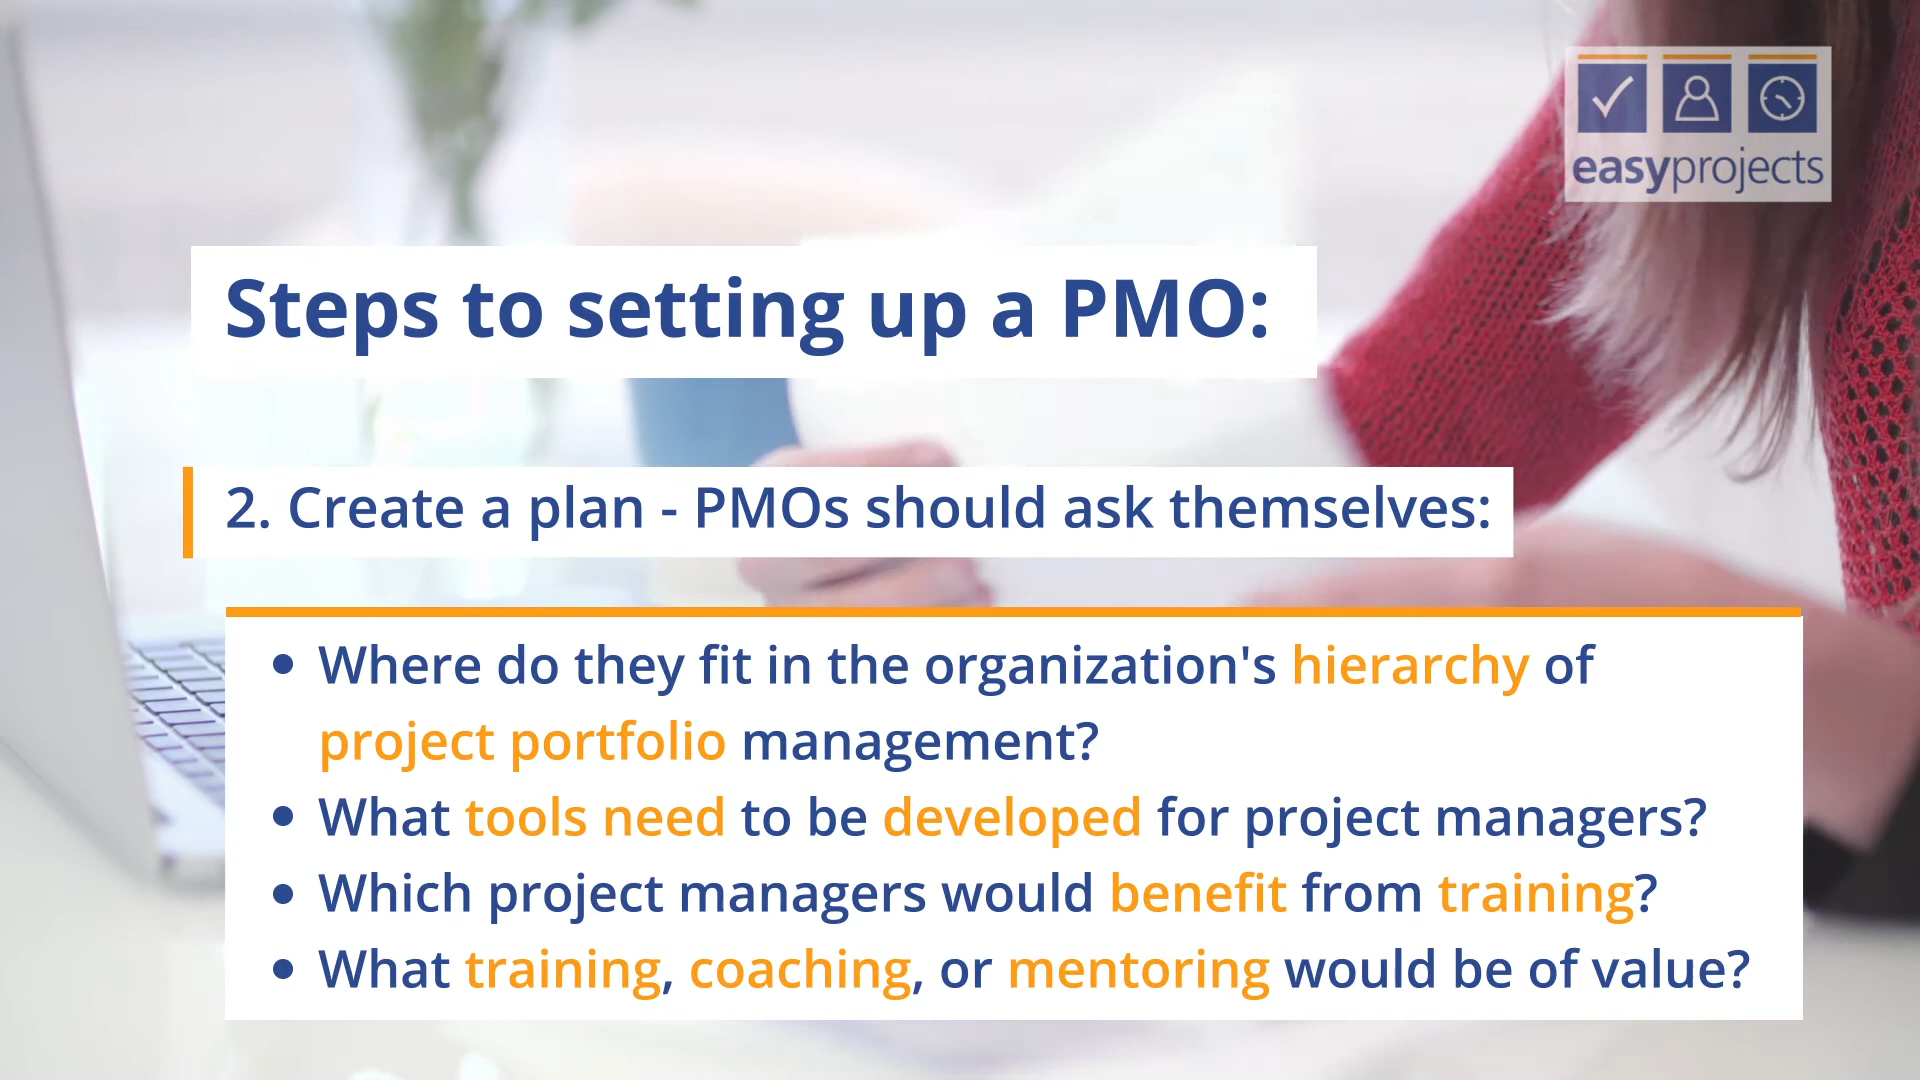 easyprojects
Steps to setting up a PMO:
2. Create a plan - PMOs should ask themselves:
• Where do they fit in the organization's hierarchy of
project portfolio management?
• What tools need to be developed for project managers?
• Which project managers would benefit from training?
• What training, coaching, or mentoring would be of value?